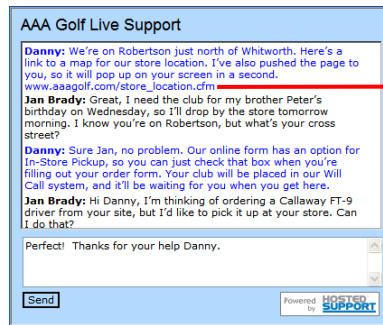 AAA Golf Live Support
Danny: We're on Robertson just north of Whitworth. Here's a
link to a map for our store location. I've also pushed the page to
you, so it will pop up on your screen in a second.
www.aaagolf.com/store_location.cfm
Jan Brady: Great, I need the club for my brother Peter's
birthday on Wednesday, so I'll drop by the store tomorrow
morning. I know you're on Robertson, but what's your cross
street?
Danny: Sure Jan, no problem. Our online form has an option for
In-Store Pickup, so you can just check that box when you're
filling out your order form. Your club will be placed in our Will
Call system, and it'll be waiting for you when you get here.
Jan Brady: Hi Danny, I'm thinking of ordering a Callaway FT-9
driver from your site, but I'd like to pick it up at your store. Can
I do that?
Perfect! Thanks for your help Danny.
Send
Powered by HOSTED SUPPORT